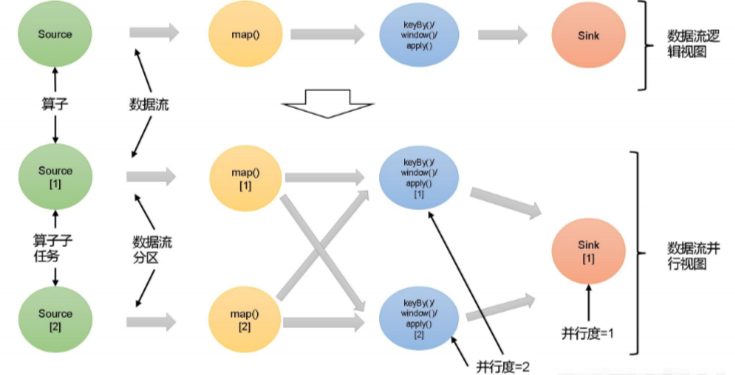 Source
map()
keyBy()/
window()/
apply()
Sink
数据流逻
辑视图
算子
数据流
Source
[1]
map()
[1]
keyBy()/
window()/
apply()
[1]
算子子
任务
数据流
分区
Sink
[1]
数据流并
行视图
Source
[2]
map()
[2]
keyBy()/
window()/
apply()
[2]
并行度=1
并行度=2